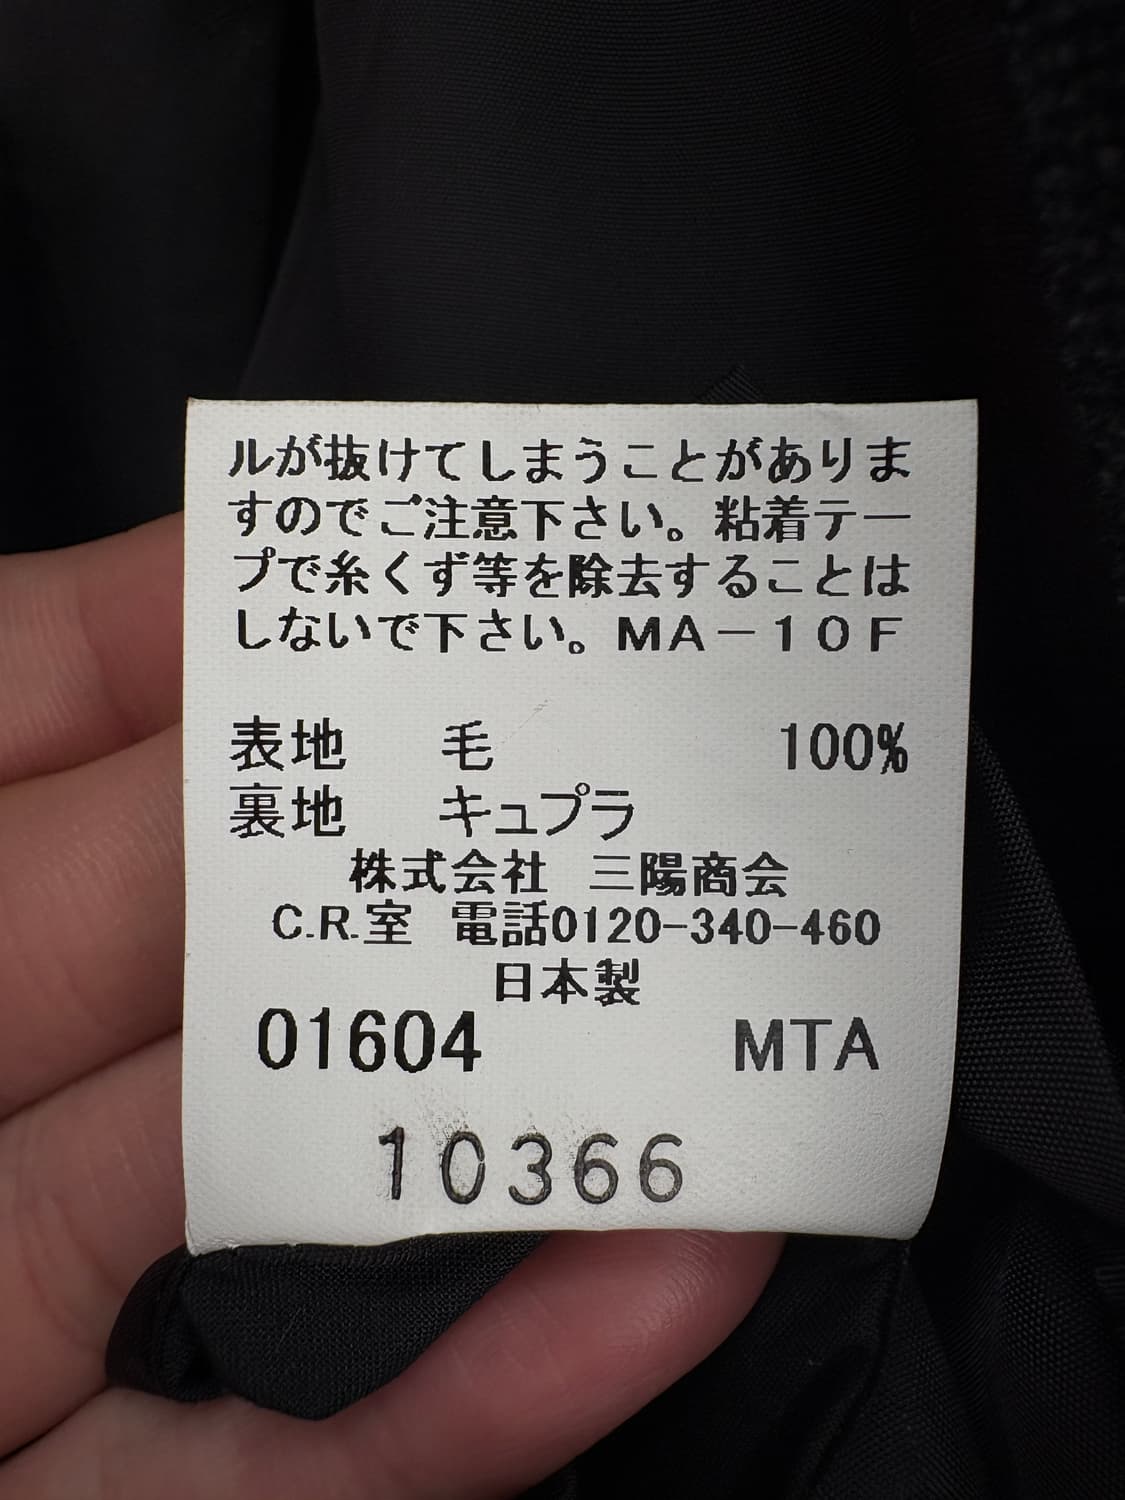 ルが抜けてしまうことがありま
すのでご注意下さい。粘着テー
プで糸くず等を除去することは
しないで下さい。ＭＡ－１０Ｆ
表地 毛 100%
裏地 キュプラ
株式会社 三陽商会
C.R.室 電話0120-340-460
日本製
01604 MTA
10366